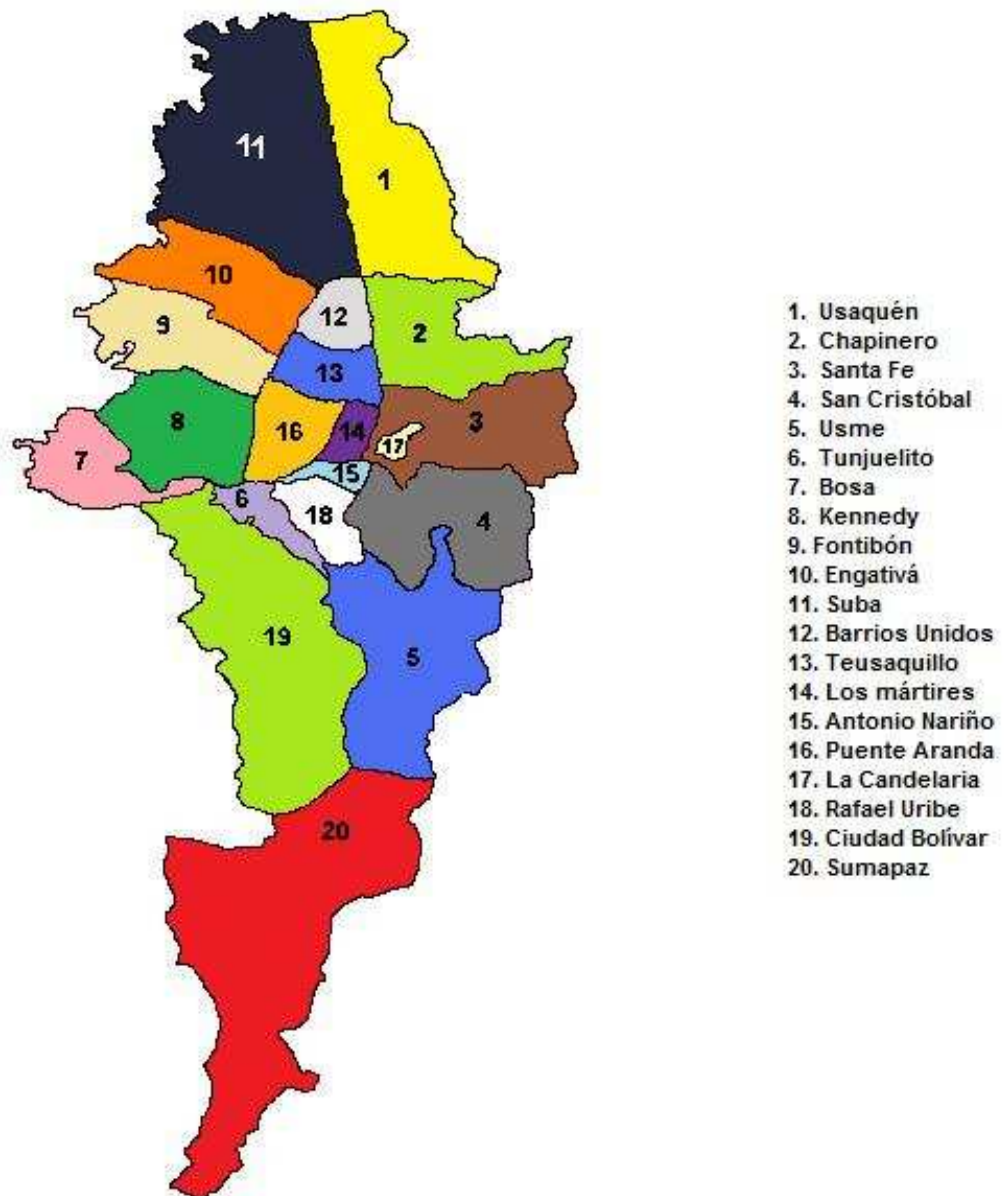 11
1
10
12
9
2
13
8
16
14
17
3
7
15
6
18
4
19
5
20
1. Usaquén
2. Chapinero
3. Santa Fe
4. San Cristóbal
5. Usme
6. Tunjuelito
7. Bosa
8. Kennedy
9. Fontibón
10. Engativá
11. Suba
12. Barrios Unidos
13. Teusaquillo
14. Los mártires
15. Antonio Nariño
16. Puente Aranda
17. La Candelaria
18. Rafael Uribe
19. Ciudad Bolívar
20. Sumapaz